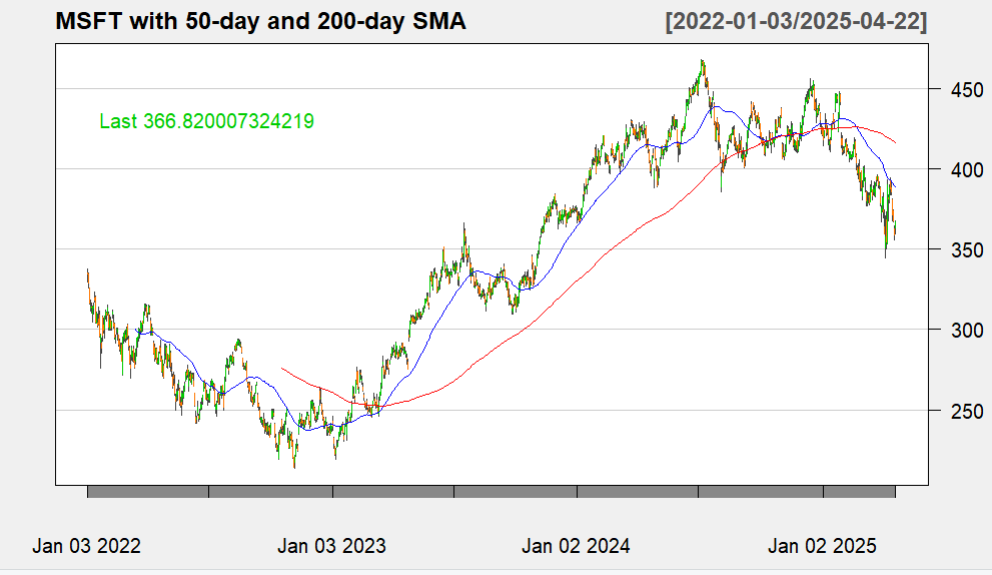 MSFT with 50-day and 200-day SMA [2022-01-03/2025-04-22]
Last 366.820007324219
450
400
350
300
250
Jan 03 2022 Jan 03 2023 Jan 02 2024 Jan 02 2025